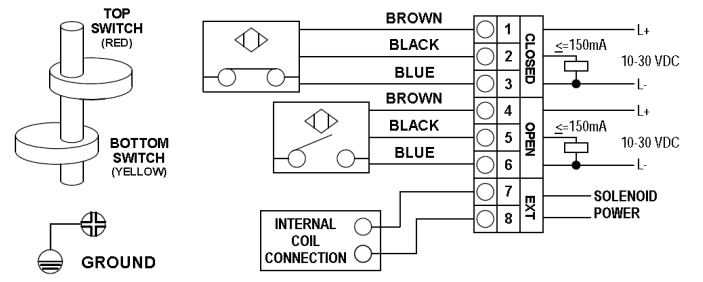 TOP
SWITCH
(RED)
BOTTOM
SWITCH
(YELLOW)
GROUND
BROWN
BLACK
BLUE
BROWN
BLACK
BLUE
INTERNAL
COIL
CONNECTION
1
2
3
4
5
6
7
8
CLOSED
OPEN
EXT
<=150mA
L+
10-30 VDC
L-
<=150mA
L+
10-30 VDC
L-
SOLENOID
POWER